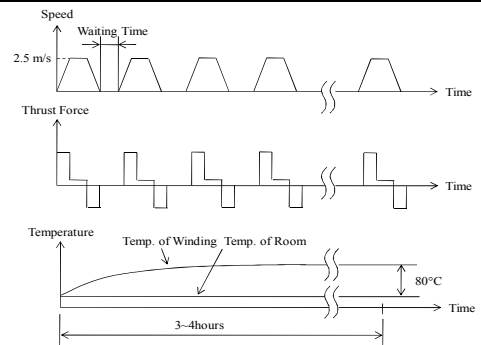 Speed
Waiting Time
2.5 m/s
Time
Thrust Force
Time
Temperature
Temp. of Winding Temp. of Room
80°C
Time
3~4hours